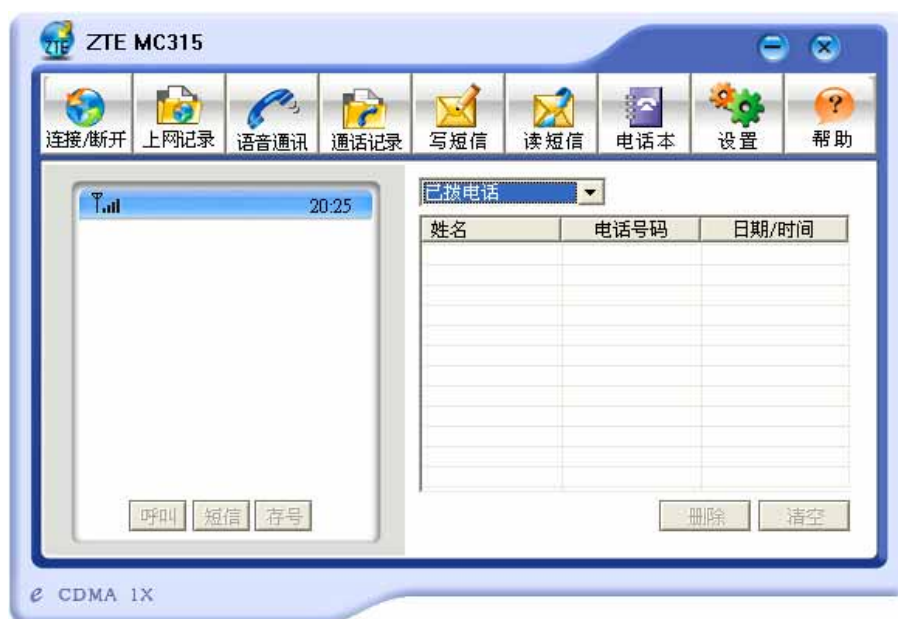 ZTE
ZTE MC315
连接/断开 上网记录 语音通讯 通话记录 写短信 读短信 电话本 设置 帮助
20:25
已拨电话
姓名 电话号码 日期/时间
呼叫 短信 存号
删除 清空
e CDMA 1X